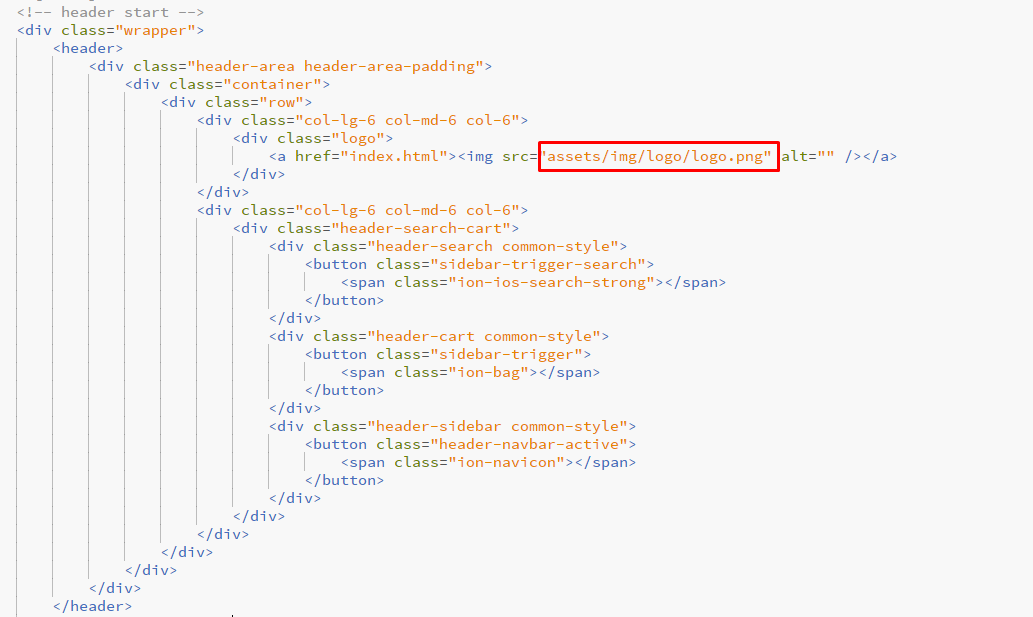 <!-- header start -->
<div class="wrapper">
<header>
<div class="header-area header-area-padding">
<div class="container">
<div class="row">
<div class="col-lg-6 col-md-6 col-6">
<div class="logo">
<a href="index.html"><img src="assets/img/logo/logo.png" alt="" /></a>
</div>
</div>
<div class="col-lg-6 col-md-6 col-6">
<div class="header-search-cart">
<div class="header-search common-style">
<button class="sidebar-trigger-search">
<span class="ion-ios-search-strong"></span>
</button>
</div>
<div class="header-cart common-style">
<button class="sidebar-trigger">
<span class="ion-bag"></span>
</button>
</div>
<div class="header-sidebar common-style">
<button class="header-navbar-active">
<span class="ion-navicon"></span>
</button>
</div>
</div>
</div>
</div>
</div>
</div>
</header>